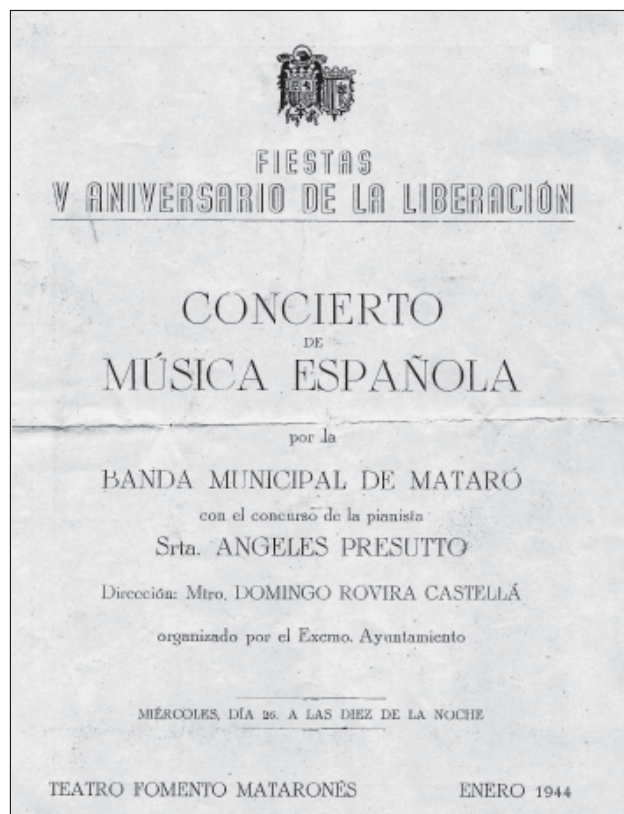 FIESTAS
V ANIVERSARIO DE LA LIBERACIÓN
CONCIERTO
DE
MÚSICA ESPAÑOLA
por la
BANDA MUNICIPAL DE MATARÓ
con el concurso de la pianista
Srta. ANGELES PRESUTTO
Dirección: Mtro. DOMINGO ROVIRA CASTELLÁ
organizado por el Excmo. Ayuntamiento
MIÉRCOLES, DÍA 26. A LAS DIEZ DE LA NOCHE
TEATRO FOMENTO MATARONÉS ENERO 1944